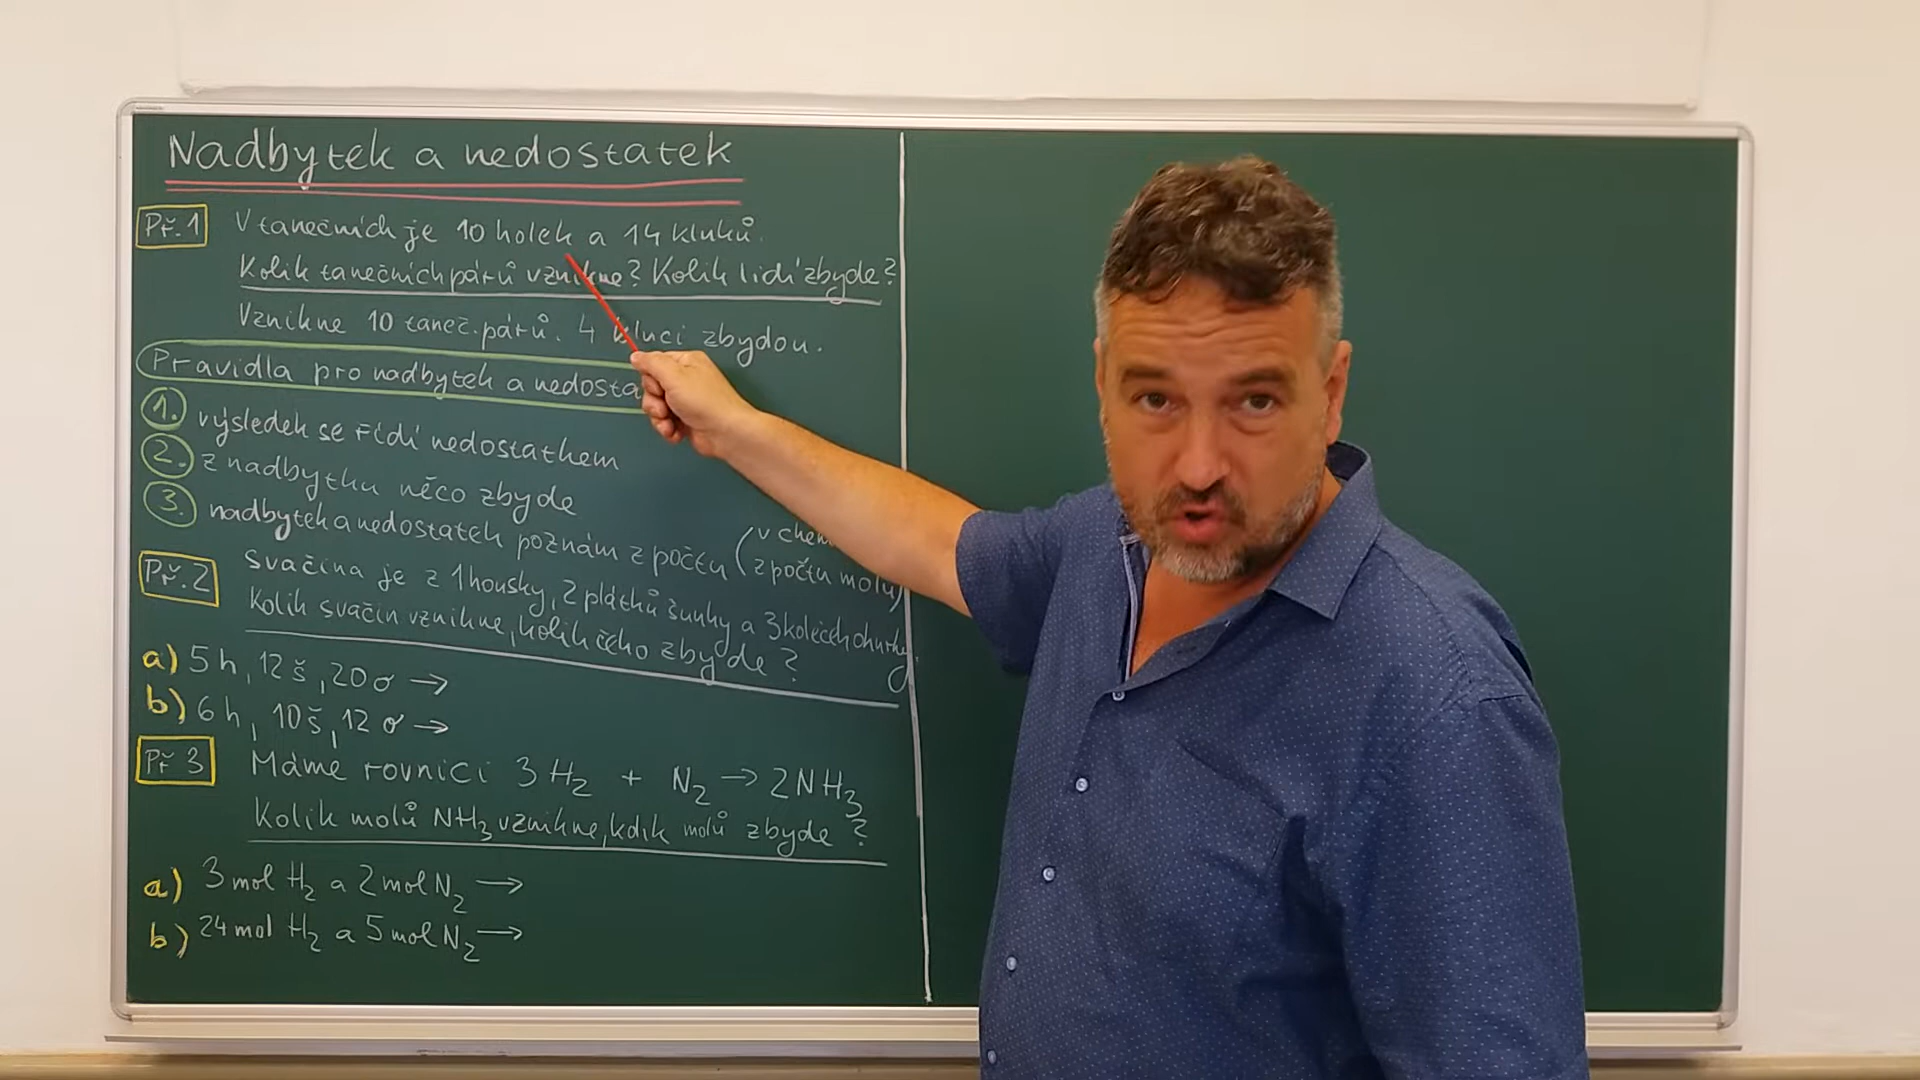 Nadbytek a nedostatek
Př.1 V tanečních je 10 holek a 14 kluků.
Kolik tanečních párů vznikne? Kolik lidí zbyde?
Vznikne 10 taneč. párů. 4 kluci zbydou.
Pravidla pro nadbytek a nedosta
1. výsledek se řídí nedostatkem
2. z nadbytku něco zbyde
3. nadbytek a nedostatek poznám z počtu (v chem
z počtu molů)
Př.2 svačina je z 1 housky, 2 plátků šunky a 3 koleček okurky.
Kolik svačin vznikne, kolik čeho zbyde?
a) 5 h, 12 š, 20 o →
b) 6 h, 10 š, 12 o →
Př 3 Máme rovnici 3 H₂ + N₂ → 2 NH₃
Kolik molů NH₃ vznikne, kolik molů zbyde?
a) 3 mol H₂ a 2 mol N₂ →
b) 24 mol H₂ a 5 mol N₂ →